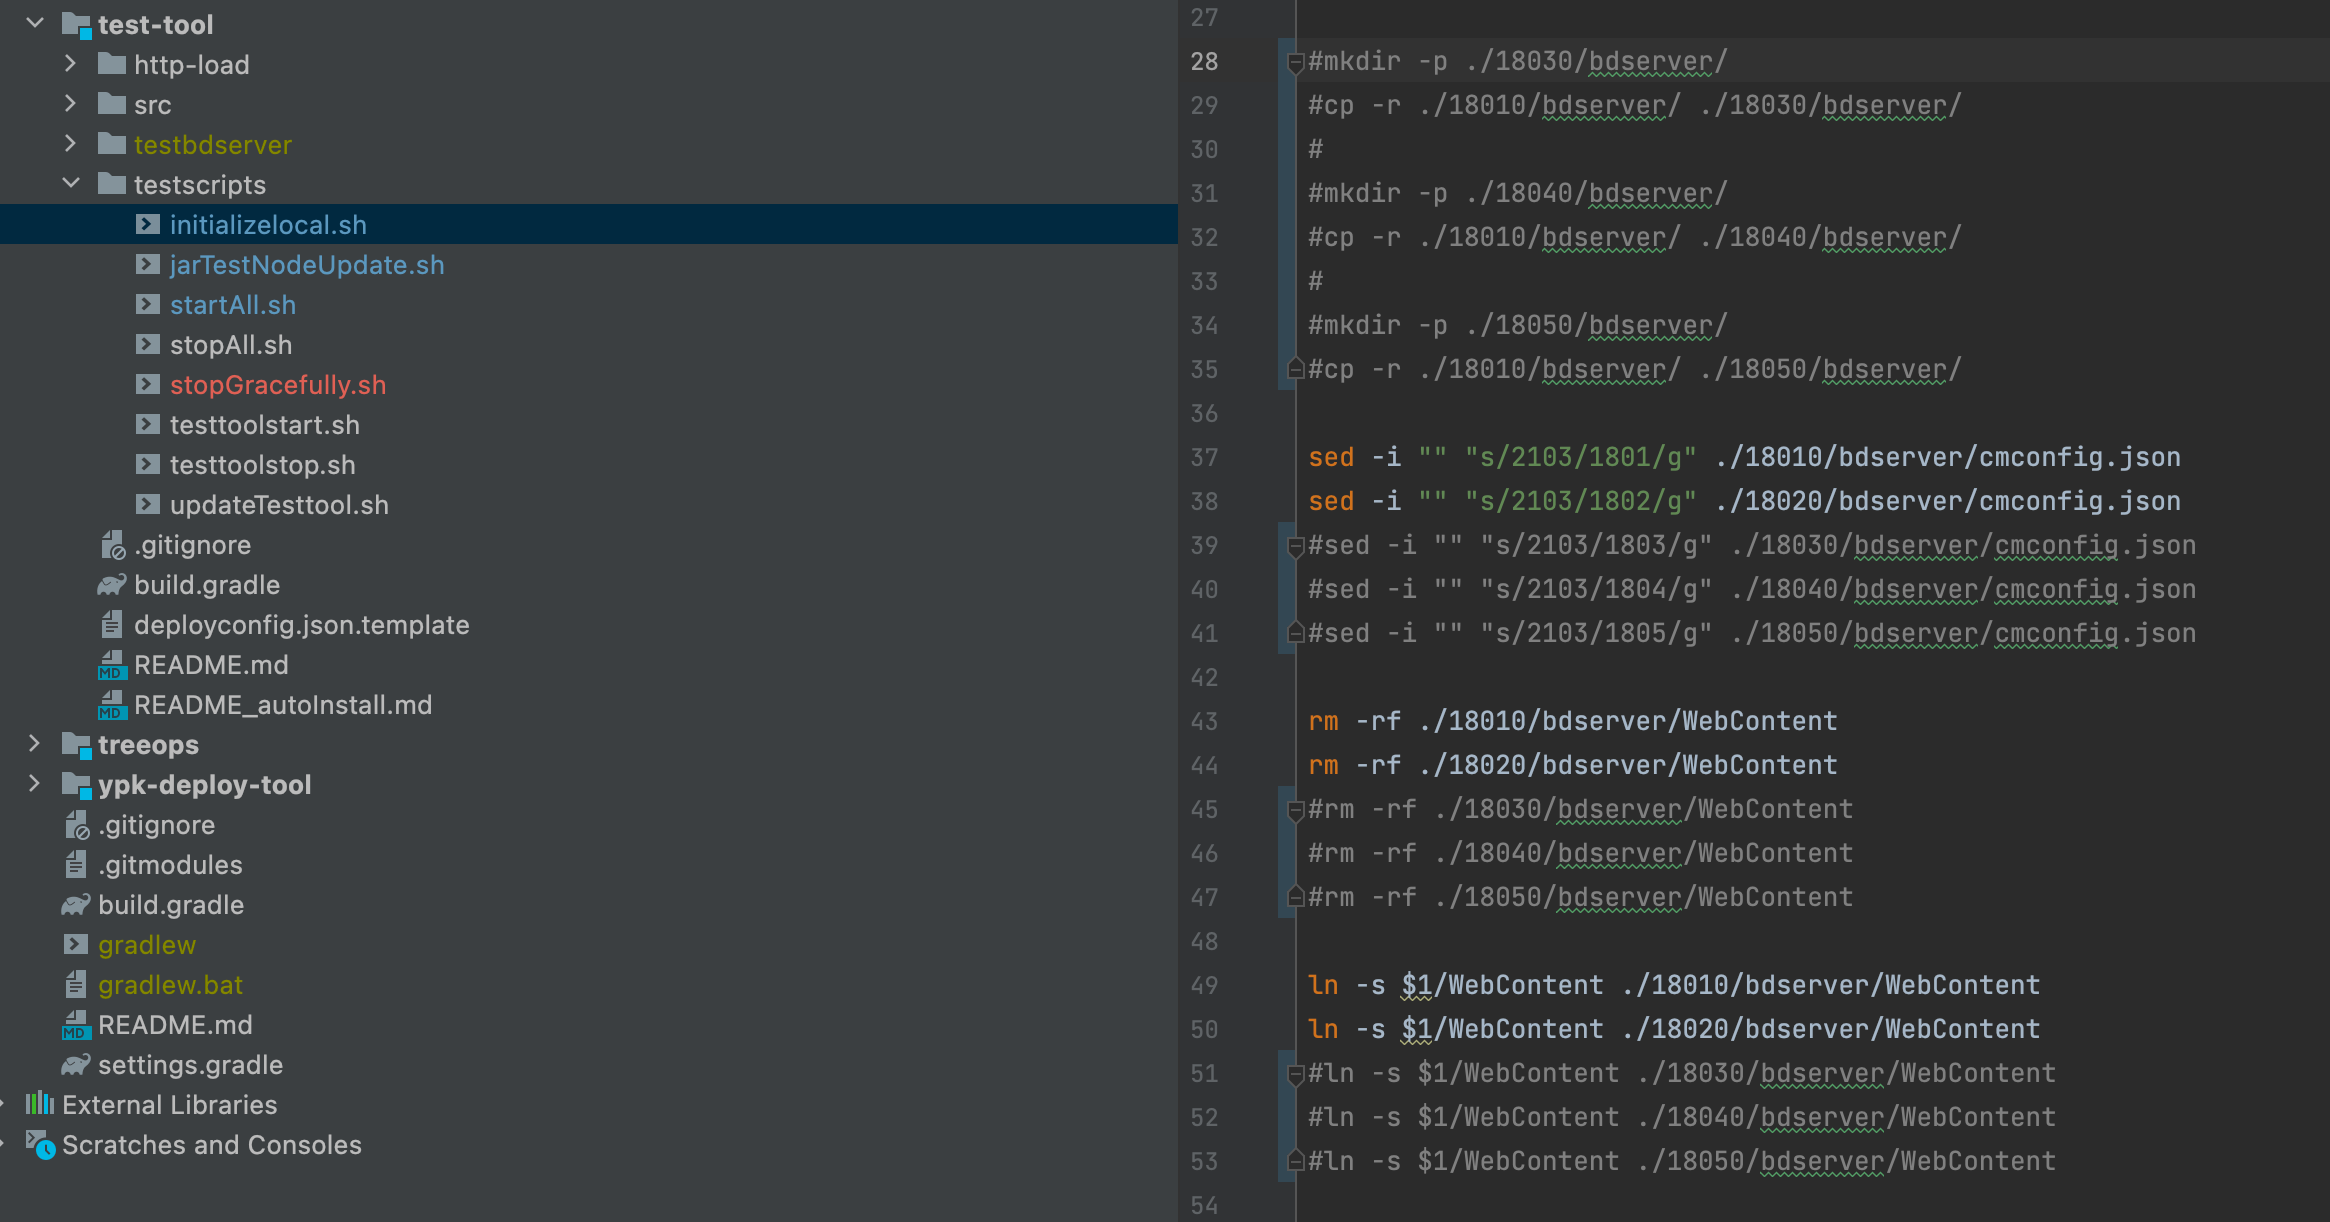 test-tool
http-load
src
testbdserver
testscripts
initializelocal.sh
jarTestNodeUpdate.sh
startAll.sh
stopAll.sh
stopGracefully.sh
testtoolstart.sh
testtoolstop.sh
updateTesttool.sh
.gitignore
build.gradle
deployconfig.json.template
MD README.md
MD README_autoInstall.md
treeops
ypk-deploy-tool
.gitignore
.gitmodules
build.gradle
gradlew
gradlew.bat
MD README.md
settings.gradle
External Libraries
Scratches and Consoles
27
28 #mkdir -p ./18030/bdserver/
29 #cp -r ./18010/bdserver/ ./18030/bdserver/
30 #
31 #mkdir -p ./18040/bdserver/
32 #cp -r ./18010/bdserver/ ./18040/bdserver/
33 #
34 #mkdir -p ./18050/bdserver/
35 #cp -r ./18010/bdserver/ ./18050/bdserver/
36
37 sed -i "" "s/2103/1801/g" ./18010/bdserver/cmconfig.json
38 sed -i "" "s/2103/1802/g" ./18020/bdserver/cmconfig.json
39 #sed -i "" "s/2103/1803/g" ./18030/bdserver/cmconfig.json
40 #sed -i "" "s/2103/1804/g" ./18040/bdserver/cmconfig.json
41 #sed -i "" "s/2103/1805/g" ./18050/bdserver/cmconfig.json
42
43 rm -rf ./18010/bdserver/WebContent
44 rm -rf ./18020/bdserver/WebContent
45 #rm -rf ./18030/bdserver/WebContent
46 #rm -rf ./18040/bdserver/WebContent
47 #rm -rf ./18050/bdserver/WebContent
48
49 ln -s $1/WebContent ./18010/bdserver/WebContent
50 ln -s $1/WebContent ./18020/bdserver/WebContent
51 #ln -s $1/WebContent ./18030/bdserver/WebContent
52 #ln -s $1/WebContent ./18040/bdserver/WebContent
53 #ln -s $1/WebContent ./18050/bdserver/WebContent
54